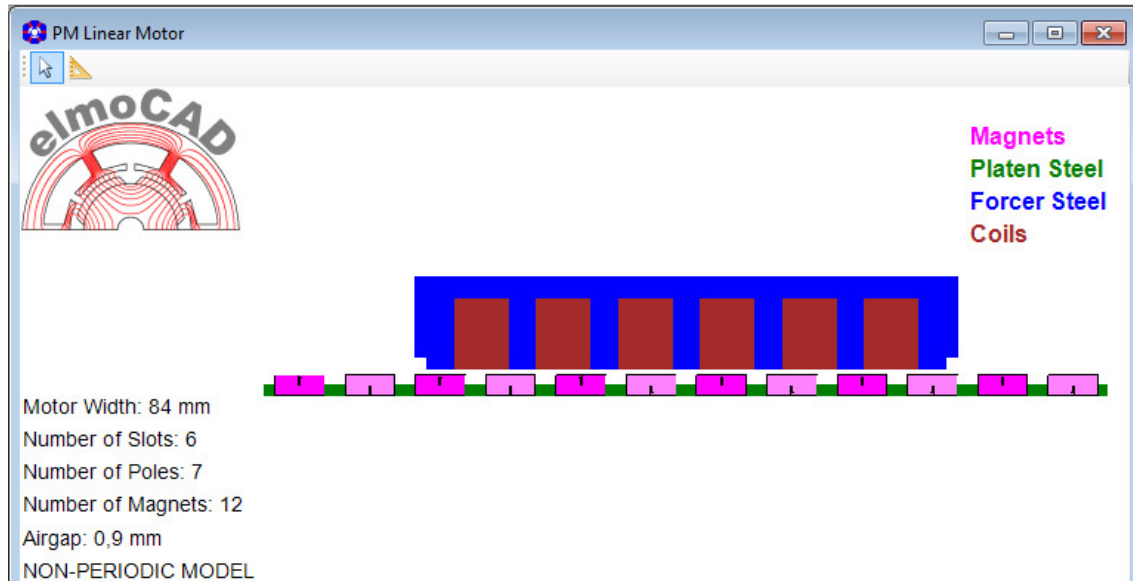 PM Linear Motor
elmoCAD
Magnets
Platen Steel
Forcer Steel
Coils
Motor Width: 84 mm
Number of Slots: 6
Number of Poles: 7
Number of Magnets: 12
Airgap: 0,9 mm
NON-PERIODIC MODEL